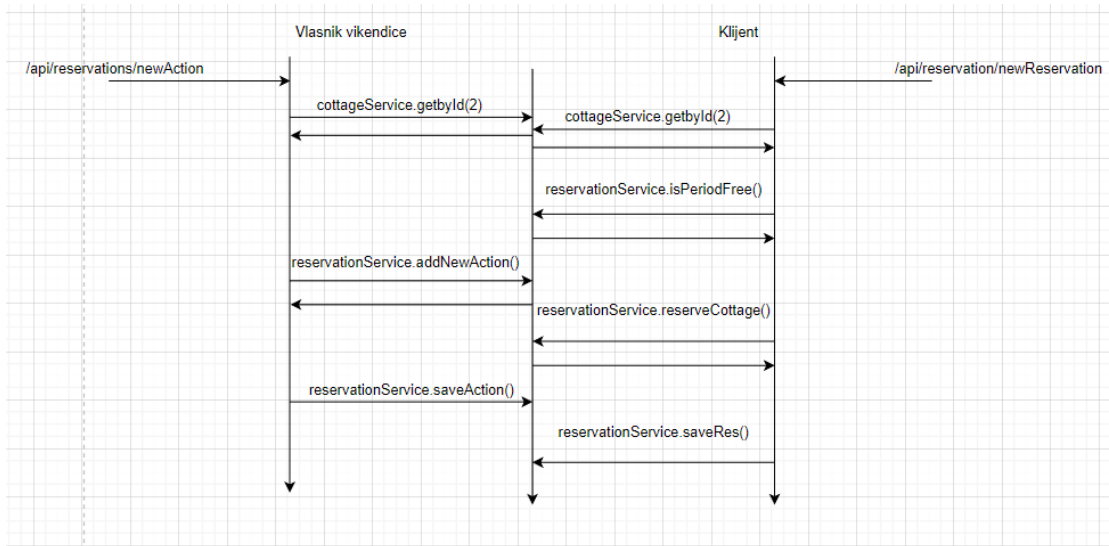 Vlasnik vikendice
Klijent
/api/reservations/newAction
/api/reservation/newReservation
cottageService.getbyId(2)
cottageService.getbyId(2)
reservationService.isPeriodFree()
reservationService.addNewAction()
reservationService.reserveCottage()
reservationService.saveAction()
reservationService.saveRes()